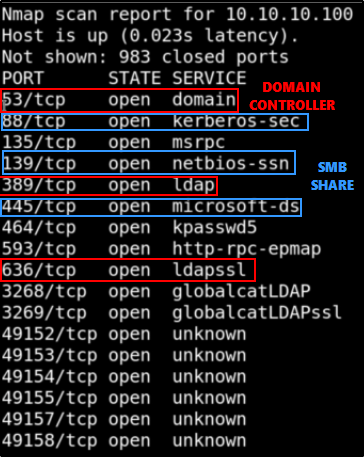 Nmap scan report for 10.10.10.100
Host is up (0.023s latency).
Not shown: 983 closed ports
PORT STATE SERVICE
53/tcp open domain
DOMAIN
CONTROLLER
88/tcp open kerberos-sec
135/tcp open msrpc
139/tcp open netbios-ssn
SMB
SHARE
389/tcp open ldap
445/tcp open microsoft-ds
464/tcp open kpasswd5
593/tcp open http-rpc-epmap
636/tcp open ldapssl
3268/tcp open globalcatLDAP
3269/tcp open globalcatLDAPssl
49152/tcp open unknown
49153/tcp open unknown
49154/tcp open unknown
49155/tcp open unknown
49157/tcp open unknown
49158/tcp open unknown